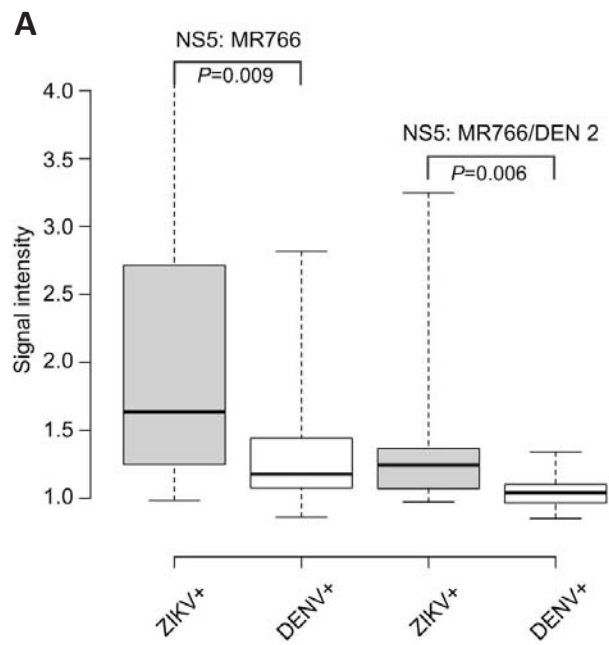 A
NS5: MR766
P=0.009
NS5: MR766/DEN 2
P=0.006
Signal intensity
4.0
3.5
3.0
2.5
2.0
1.5
1.0
ZIKV+
DENV+
ZIKV+
DENV+